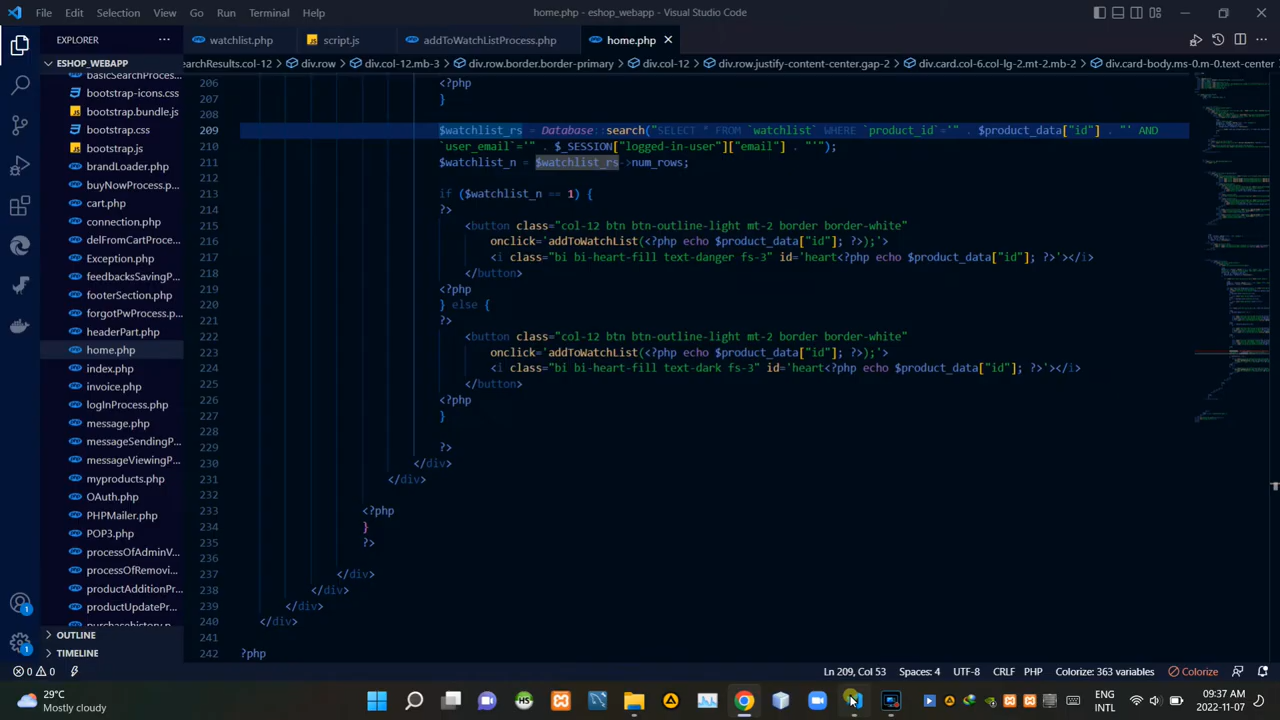 File Edit Selection View Go Run Terminal Help
home.php - eshop_webapp - Visual Studio Code
EXPLORER
watchlist.php script.js addToWatchListProcess.php home.php
ESHOP_WEBAPP
earchResults.col-12 div.row div.col-12.mb-3 div.row.border.border-primary div.col-12 div.row.justify-content-center.gap-2 div.card.col-6.col-lg-2.mt-2.mb-2 div.card-body.ms-0.m-0.text-center
basicSearchProces...
bootstrap-icons.css
bootstrap.bundle.js
bootstrap.css
bootstrap.js
brandLoader.php
buyNowProcess.php
cart.php
connection.php
delFromCartProce...
Exception.php
feedbacksSavingP...
footerSection.php
forgotPwProcess.p...
headerPart.php
home.php
index.php
invoice.php
logInProcess.php
message.php
messageSendingP...
messageViewingP...
myproducts.php
OAuth.php
PHPMailer.php
POP3.php
processOfAdminV...
processOfRemovi...
productAdditionPr...
productUpdatePr...
purchasehistory.p...
OUTLINE
TIMELINE
206 <?php
207 }
208
209 $watchlist_rs = Database::search("SELECT * FROM `watchlist` WHERE `product_id`='" . $product_data["id"] . "' AND
210 `user_email`='" . $_SESSION["logged-in-user"]["email"] . "'");
211 $watchlist_n = $watchlist_rs->num_rows;
212
213 if ($watchlist_n == 1) {
214 ?>
215 <button class="col-12 btn btn-outline-light mt-2 border border-white"
216 onclick='addToWatchList(<?php echo $product_data["id"]; ?>);'>
217 <i class="bi bi-heart-fill text-danger fs-3" id='heart<?php echo $product_data["id"]; ?>'></i>
218 </button>
219 <?php
220 } else {
221 ?>
222 <button class="col-12 btn btn-outline-light mt-2 border border-white"
223 onclick='addToWatchList(<?php echo $product_data["id"]; ?>);'>
224 <i class="bi bi-heart-fill text-dark fs-3" id='heart<?php echo $product_data["id"]; ?>'></i>
225 </button>
226 <?php
227 }
228
229 ?>
230 </div>
231 </div>
232
233 <?php
234 }
235 ?>
236
237 </div>
238 </div>
239 </div>
240 </div>
241
242 ?php
0 0
Ln 209, Col 53 Spaces: 4 UTF-8 CRLF PHP Colorize: 363 variables Colorize
29°C
Mostly cloudy
HS
ENG
INTL
09:37 AM
2022-11-07